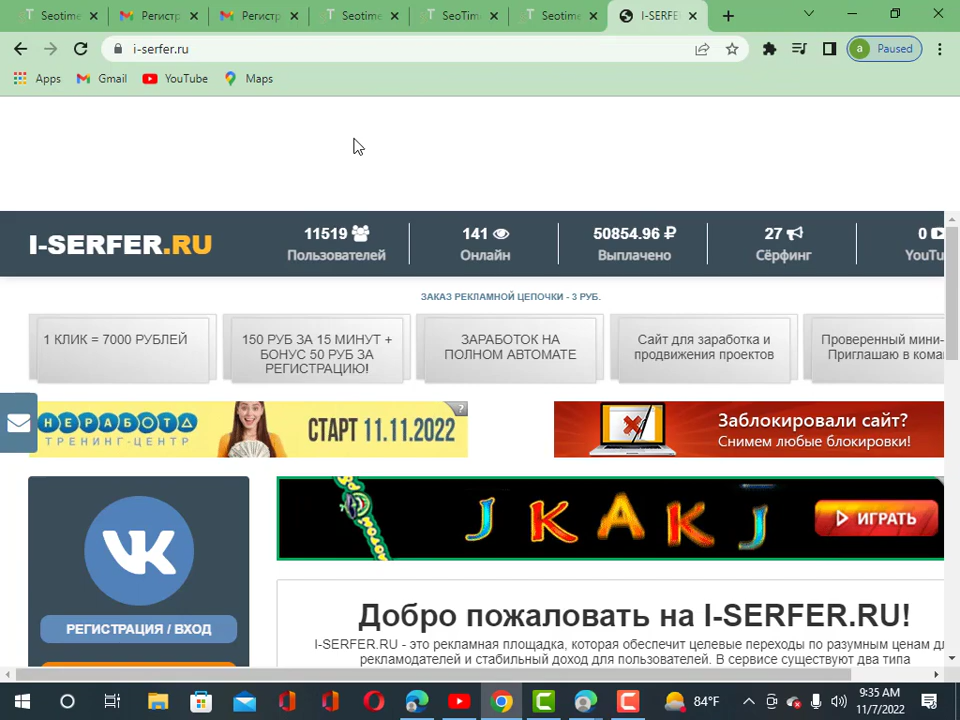 Seotime
Регистр
Регистр
Seotime
SeoTim
Seotime
I-SERFE
i-serfer.ru
a Paused
Apps Gmail YouTube Maps
I-SERFER.RU
11519
Пользователей
141
Онлайн
50854.96 ₽
Выплачено
27
Сёрфинг
0
YouTu
ЗАКАЗ РЕКЛАМНОЙ ЦЕПОЧКИ - 3 РУБ.
1 КЛИК = 7000 РУБЛЕЙ
150 РУБ ЗА 15 МИНУТ +
БОНУС 50 РУБ ЗА
РЕГИСТРАЦИЮ!
ЗАРАБОТОК НА
ПОЛНОМ АВТОМАТЕ
Сайт для заработка и
продвижения проектов
Проверенный мини-
Приглашаю в кома
НЕРАБОТА
ТРЕНИНГ-ЦЕНТР
СТАРТ 11.11.2022
?
Заблокировали сайт?
Снимем любые блокировки!
J K A K J
ИГРАТЬ
РЕГИСТРАЦИЯ / ВХОД
Добро пожаловать на I-SERFER.RU!
I-SERFER.RU - это рекламная площадка, которая обеспечит целевые переходы по разумным ценам дл
рекламодателей и стабильный доход для пользователей. В сервисе существуют два типа
84°F
9:35 AM
11/7/2022